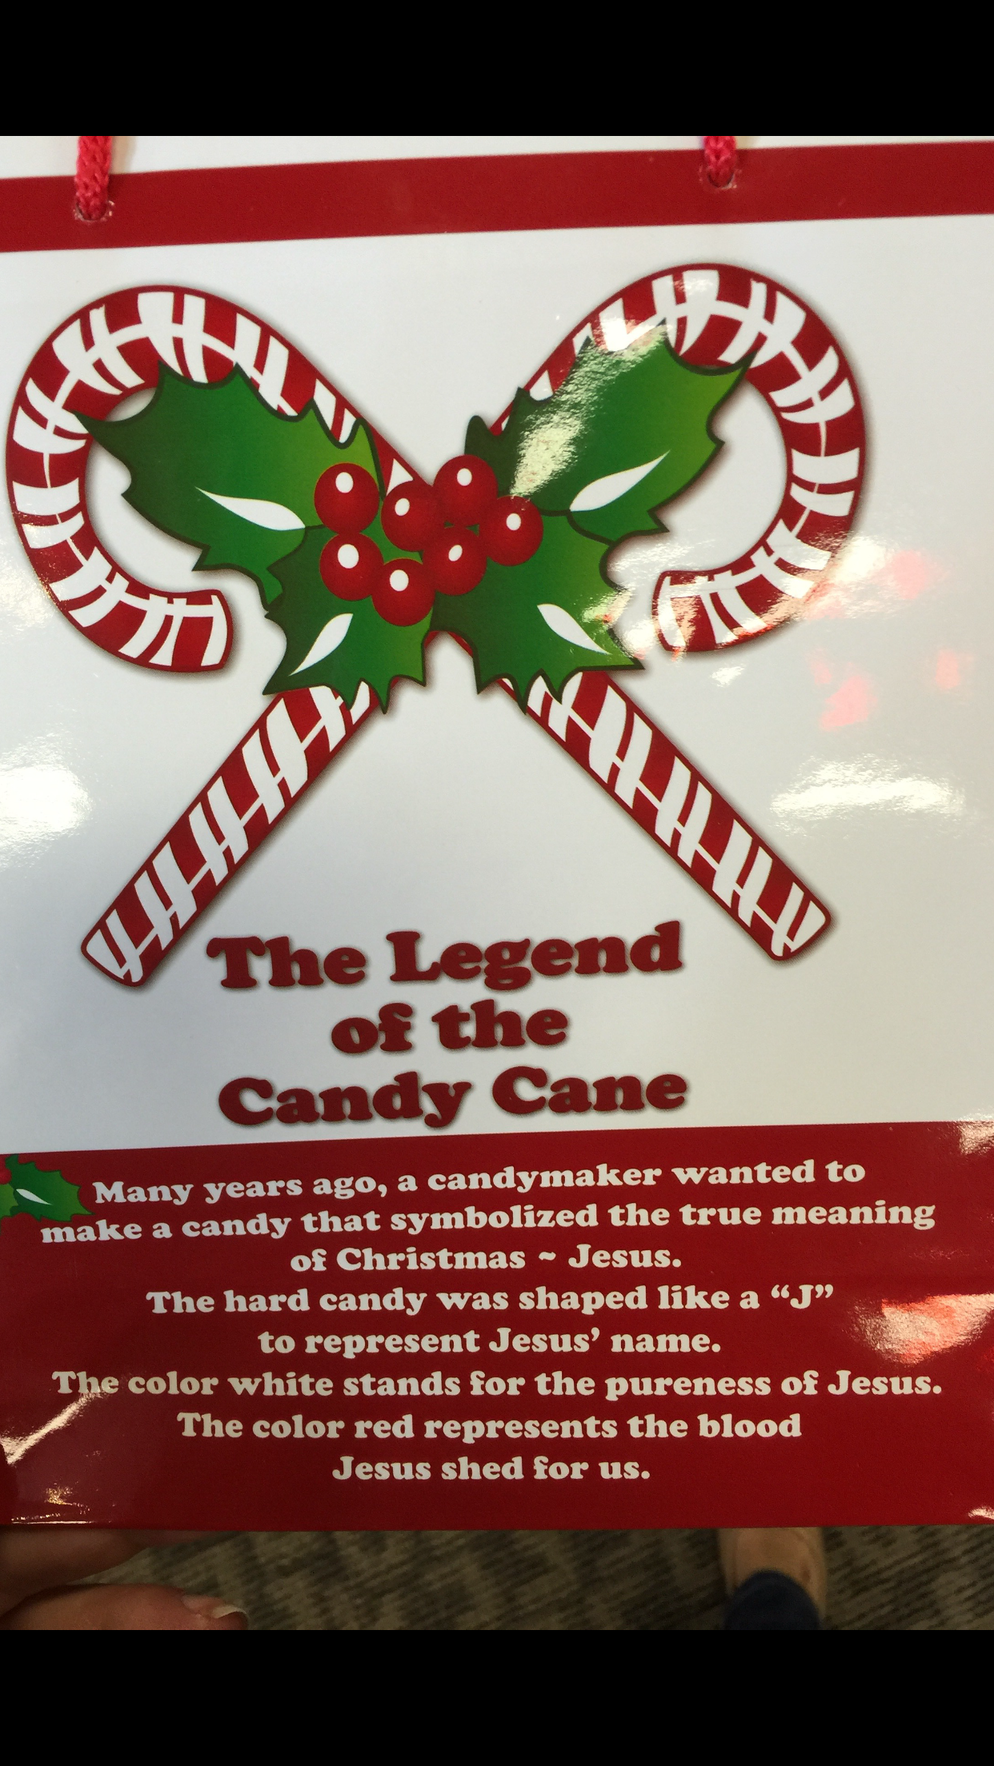 The Legend
of the
Candy Cane
Many years ago, a candymaker wanted to
make a candy that symbolized the true meaning
of Christmas ~ Jesus.
The hard candy was shaped like a “J”
to represent Jesus’ name.
The color white stands for the pureness of Jesus.
The color red represents the blood
Jesus shed for us.